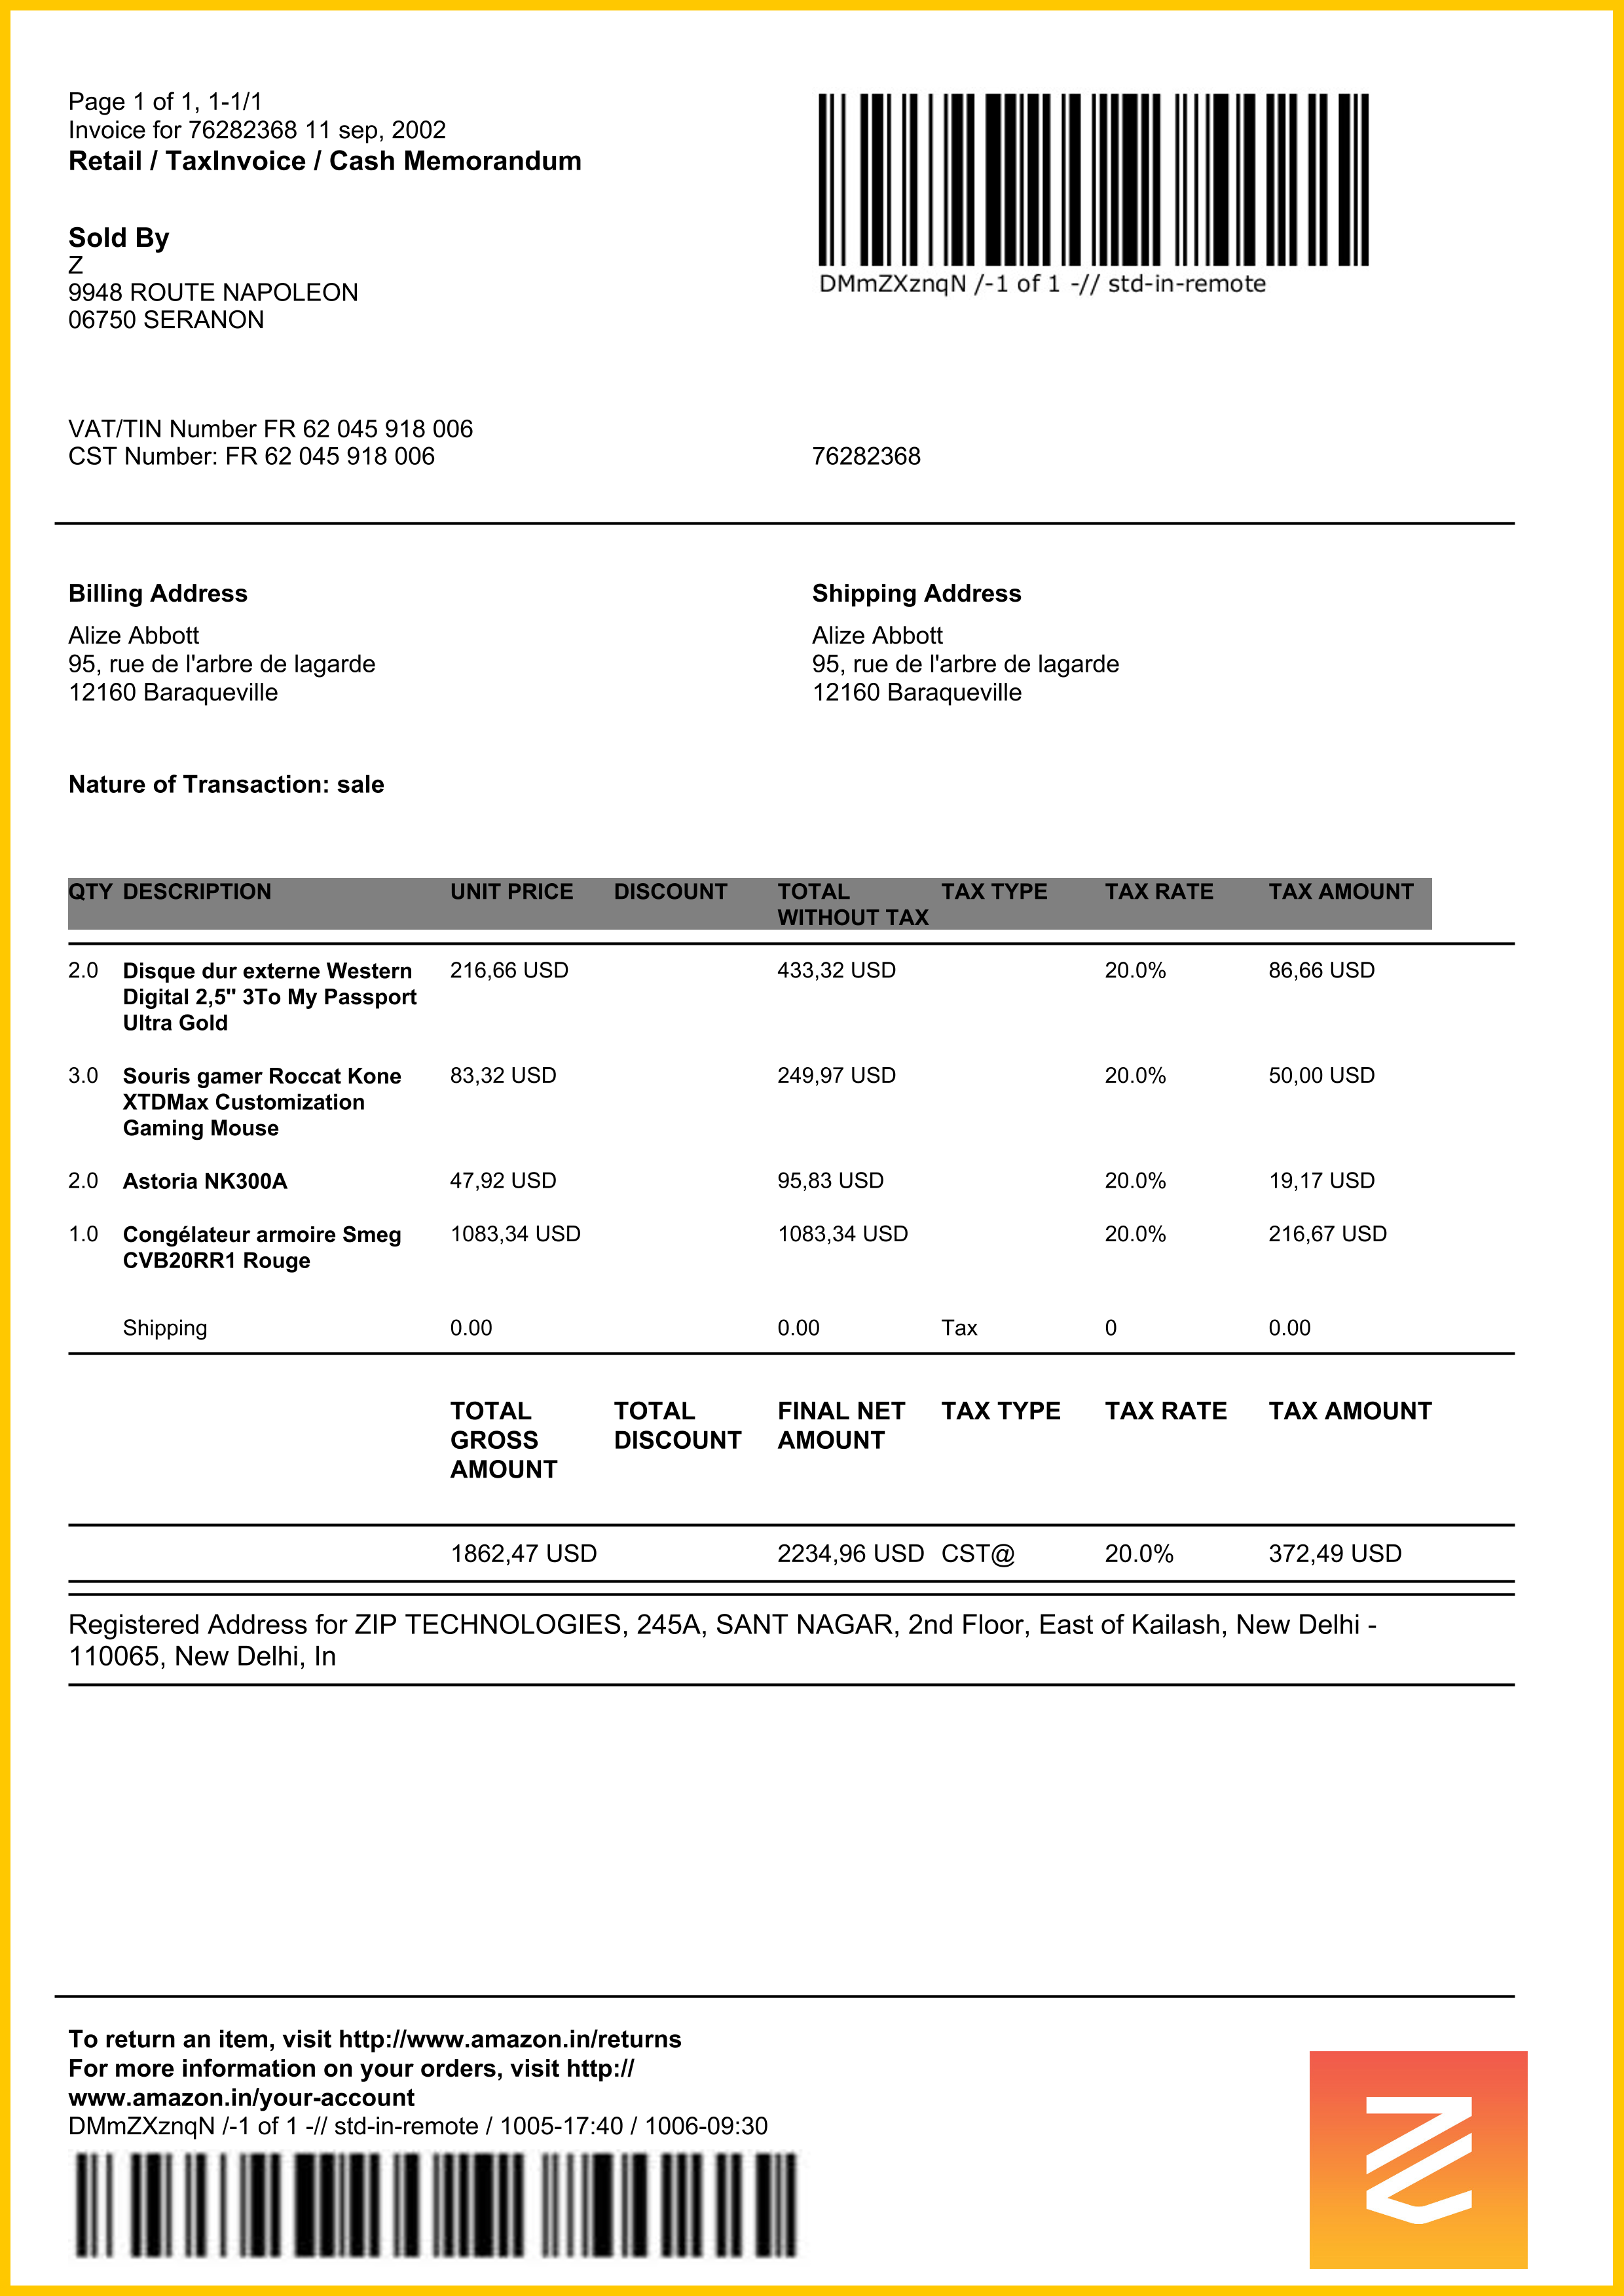 Page 1 of 1, 1-1/1
Invoice for 76282368 11 sep, 2002
Retail / TaxInvoice / Cash Memorandum
DMmZXznqN /-1 of 1 -// std-in-remote
Sold By
Z
9948 ROUTE NAPOLEON
06750 SERANON
VAT/TIN Number FR 62 045 918 006
CST Number: FR 62 045 918 006
76282368
Billing Address
Alize Abbott
95, rue de l'arbre de lagarde
12160 Baraqueville
Shipping Address
Alize Abbott
95, rue de l'arbre de lagarde
12160 Baraqueville
Nature of Transaction: sale
QTY DESCRIPTION UNIT PRICE DISCOUNT TOTAL TAX TYPE TAX RATE TAX AMOUNT
WITHOUT TAX
2.0 Disque dur externe Western 216,66 USD 433,32 USD 20.0% 86,66 USD
Digital 2,5" 3To My Passport
Ultra Gold
3.0 Souris gamer Roccat Kone 83,32 USD 249,97 USD 20.0% 50,00 USD
XTDMax Customization
Gaming Mouse
2.0 Astoria NK300A 47,92 USD 95,83 USD 20.0% 19,17 USD
1.0 Congélateur armoire Smeg 1083,34 USD 1083,34 USD 20.0% 216,67 USD
CVB20RR1 Rouge
Shipping 0.00 0.00 Tax 0 0.00
TOTAL TOTAL FINAL NET TAX TYPE TAX RATE TAX AMOUNT
GROSS DISCOUNT AMOUNT
AMOUNT
1862,47 USD 2234,96 USD CST@ 20.0% 372,49 USD
Registered Address for ZIP TECHNOLOGIES, 245A, SANT NAGAR, 2nd Floor, East of Kailash, New Delhi -
110065, New Delhi, In
To return an item, visit http://www.amazon.in/returns
For more information on your orders, visit http://
www.amazon.in/your-account
DMmZXznqN /-1 of 1 -// std-in-remote / 1005-17:40 / 1006-09:30